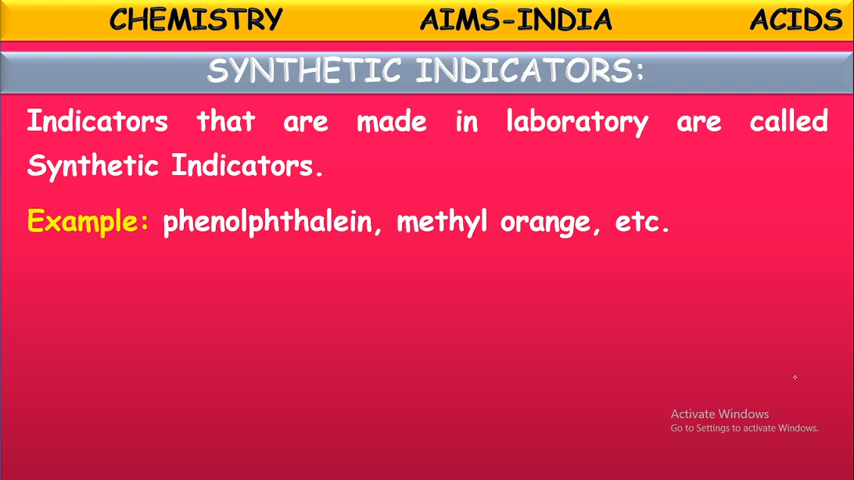 CHEMISTRY AIMS-INDIA ACIDS
SYNTHETIC INDICATORS:
Indicators that are made in laboratory are called
Synthetic Indicators.
Example: phenolphthalein, methyl orange, etc.
Activate Windows
Go to Settings to activate Windows.